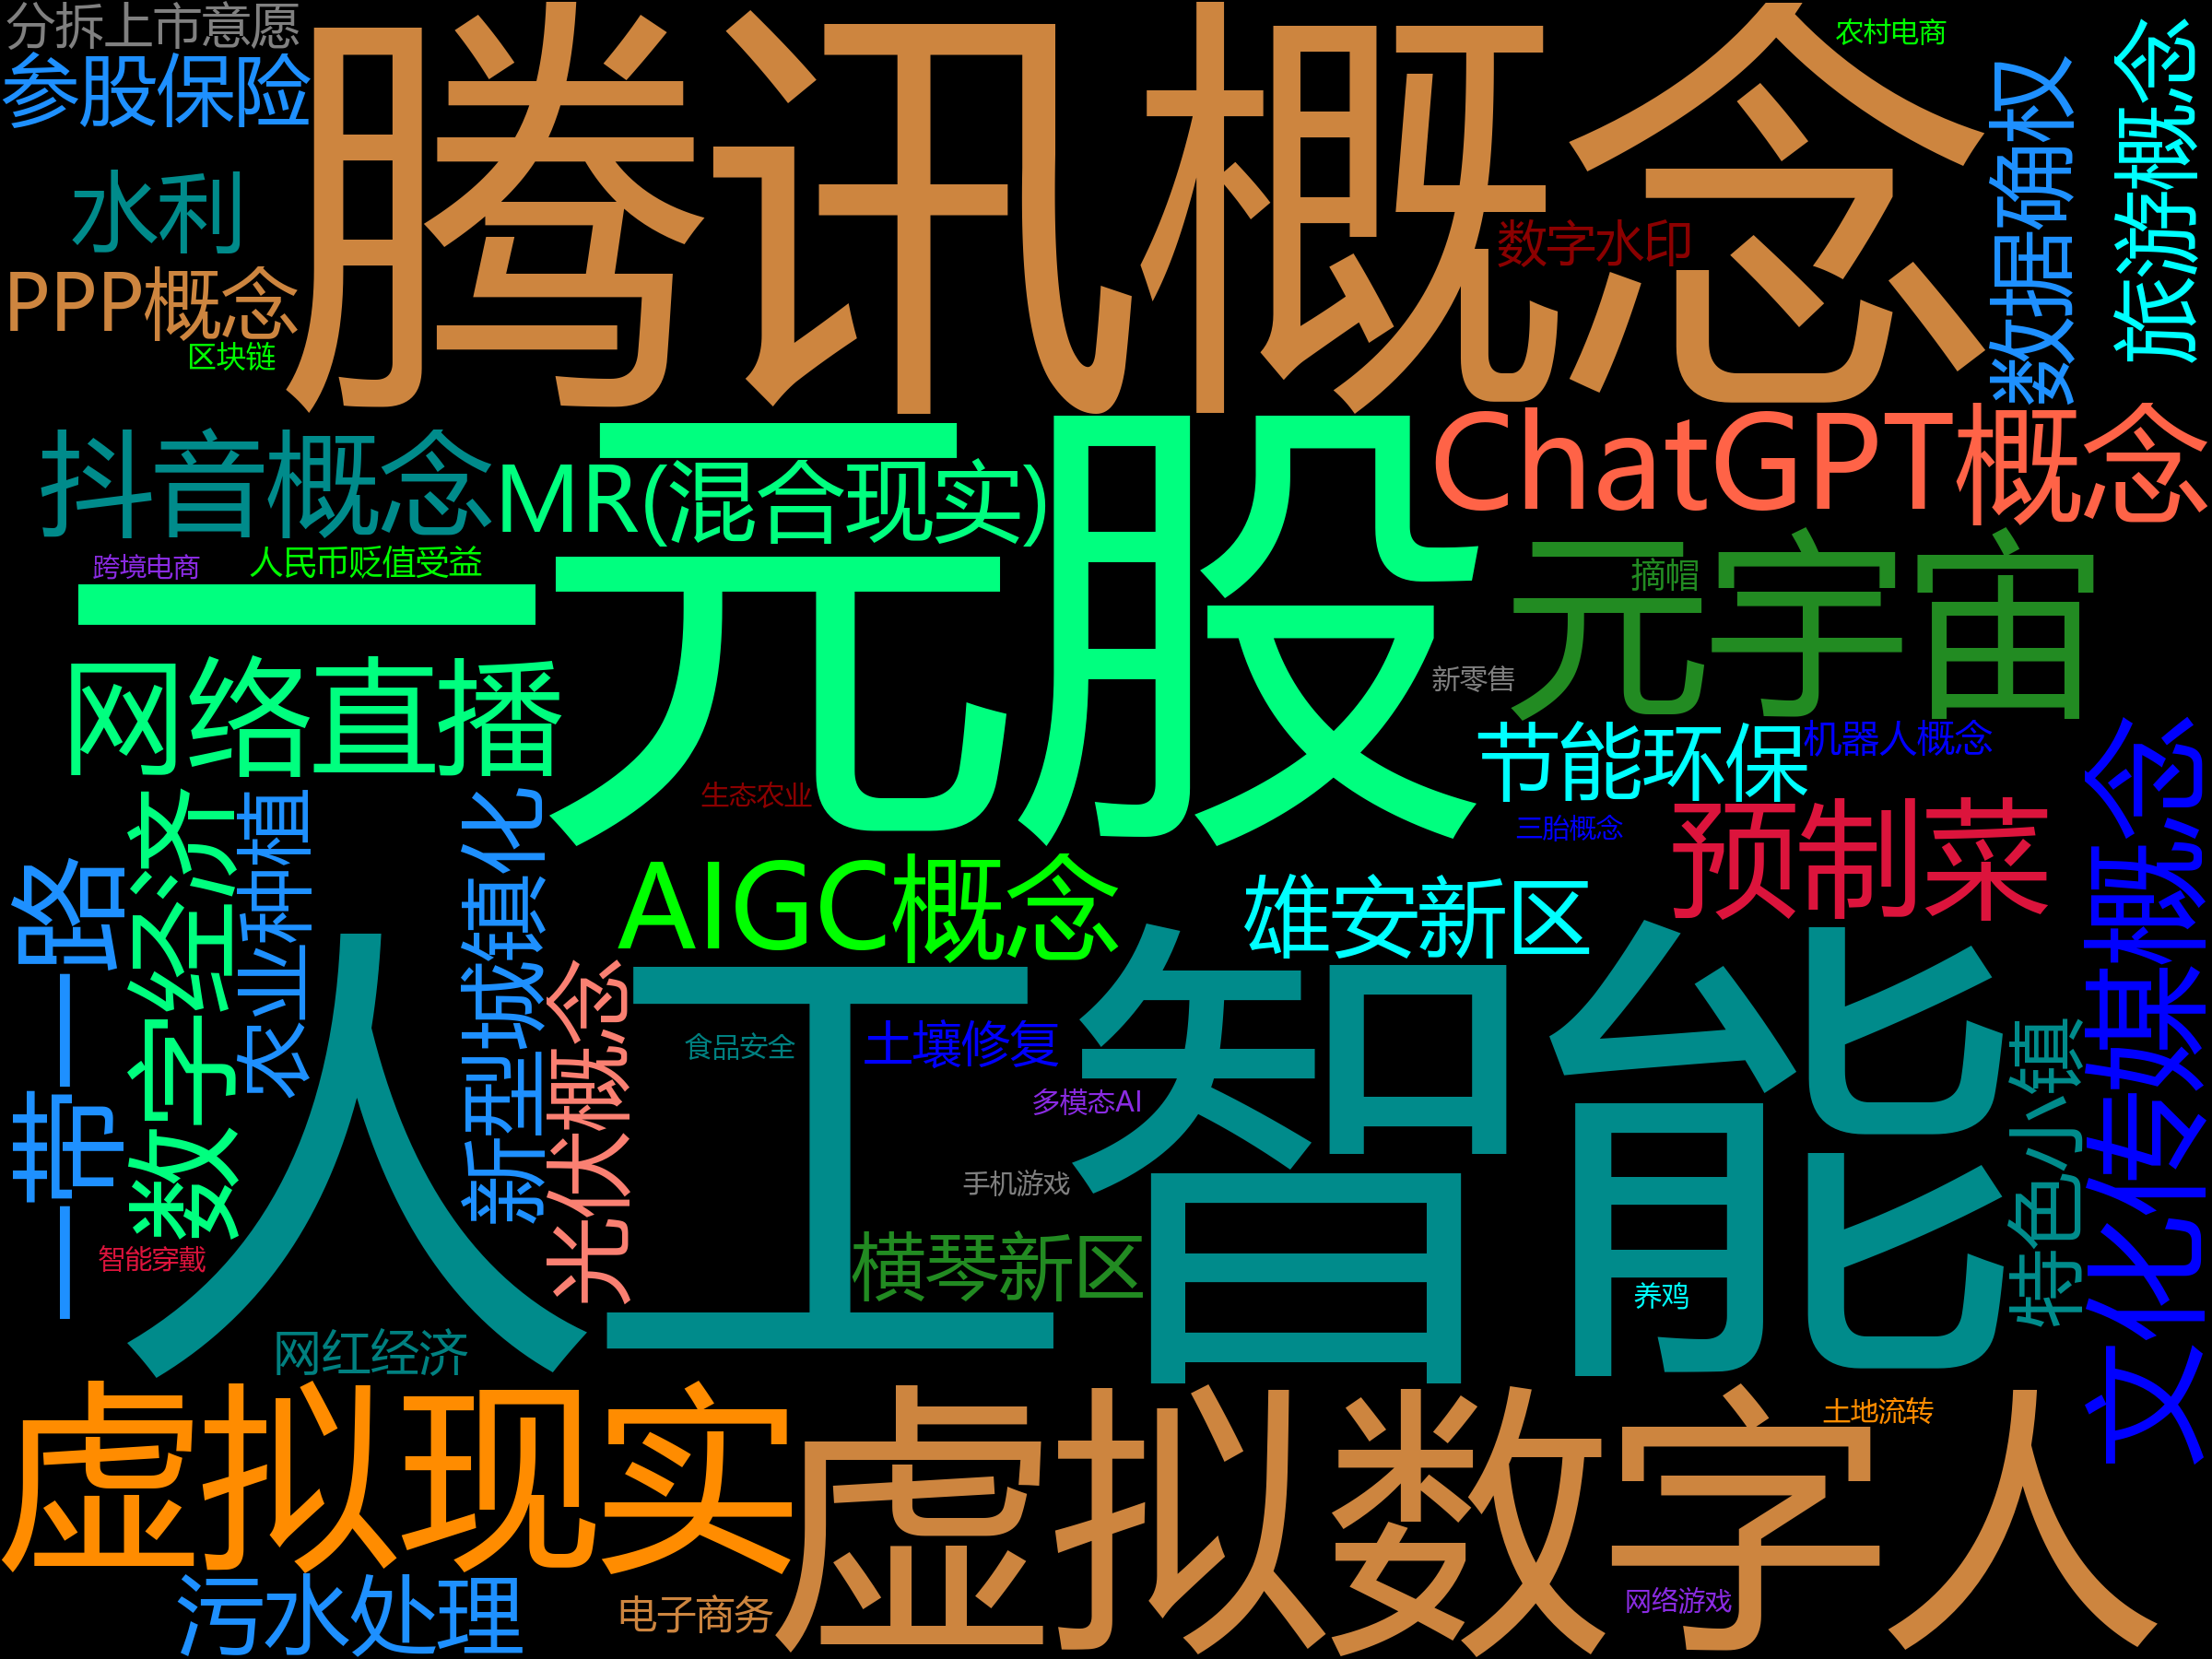 分拆上市意愿
腾讯概念
农村电商
参股保险
数据确权
旅游概念
水利
数字水印
PPP概念
区块链
ChatGPT概念
抖音概念
一元股
MR(混合现实)
跨境电商
人民币贬值受益
元宇宙
摘帽
网络直播
新零售
节能环保
机器人概念
文化传媒概念
生态农业
三胎概念
预制菜
一带一路
数字经济
农业种植
新型城镇化
AIGC概念
雄安新区
人工智能
光伏概念
食品安全
土壤修复
多模态AI
特色小镇
手机游戏
横琴新区
智能穿戴
养鸡
网红经济
虚拟现实
虚拟数字人
土地流转
污水处理
电子商务
网络游戏